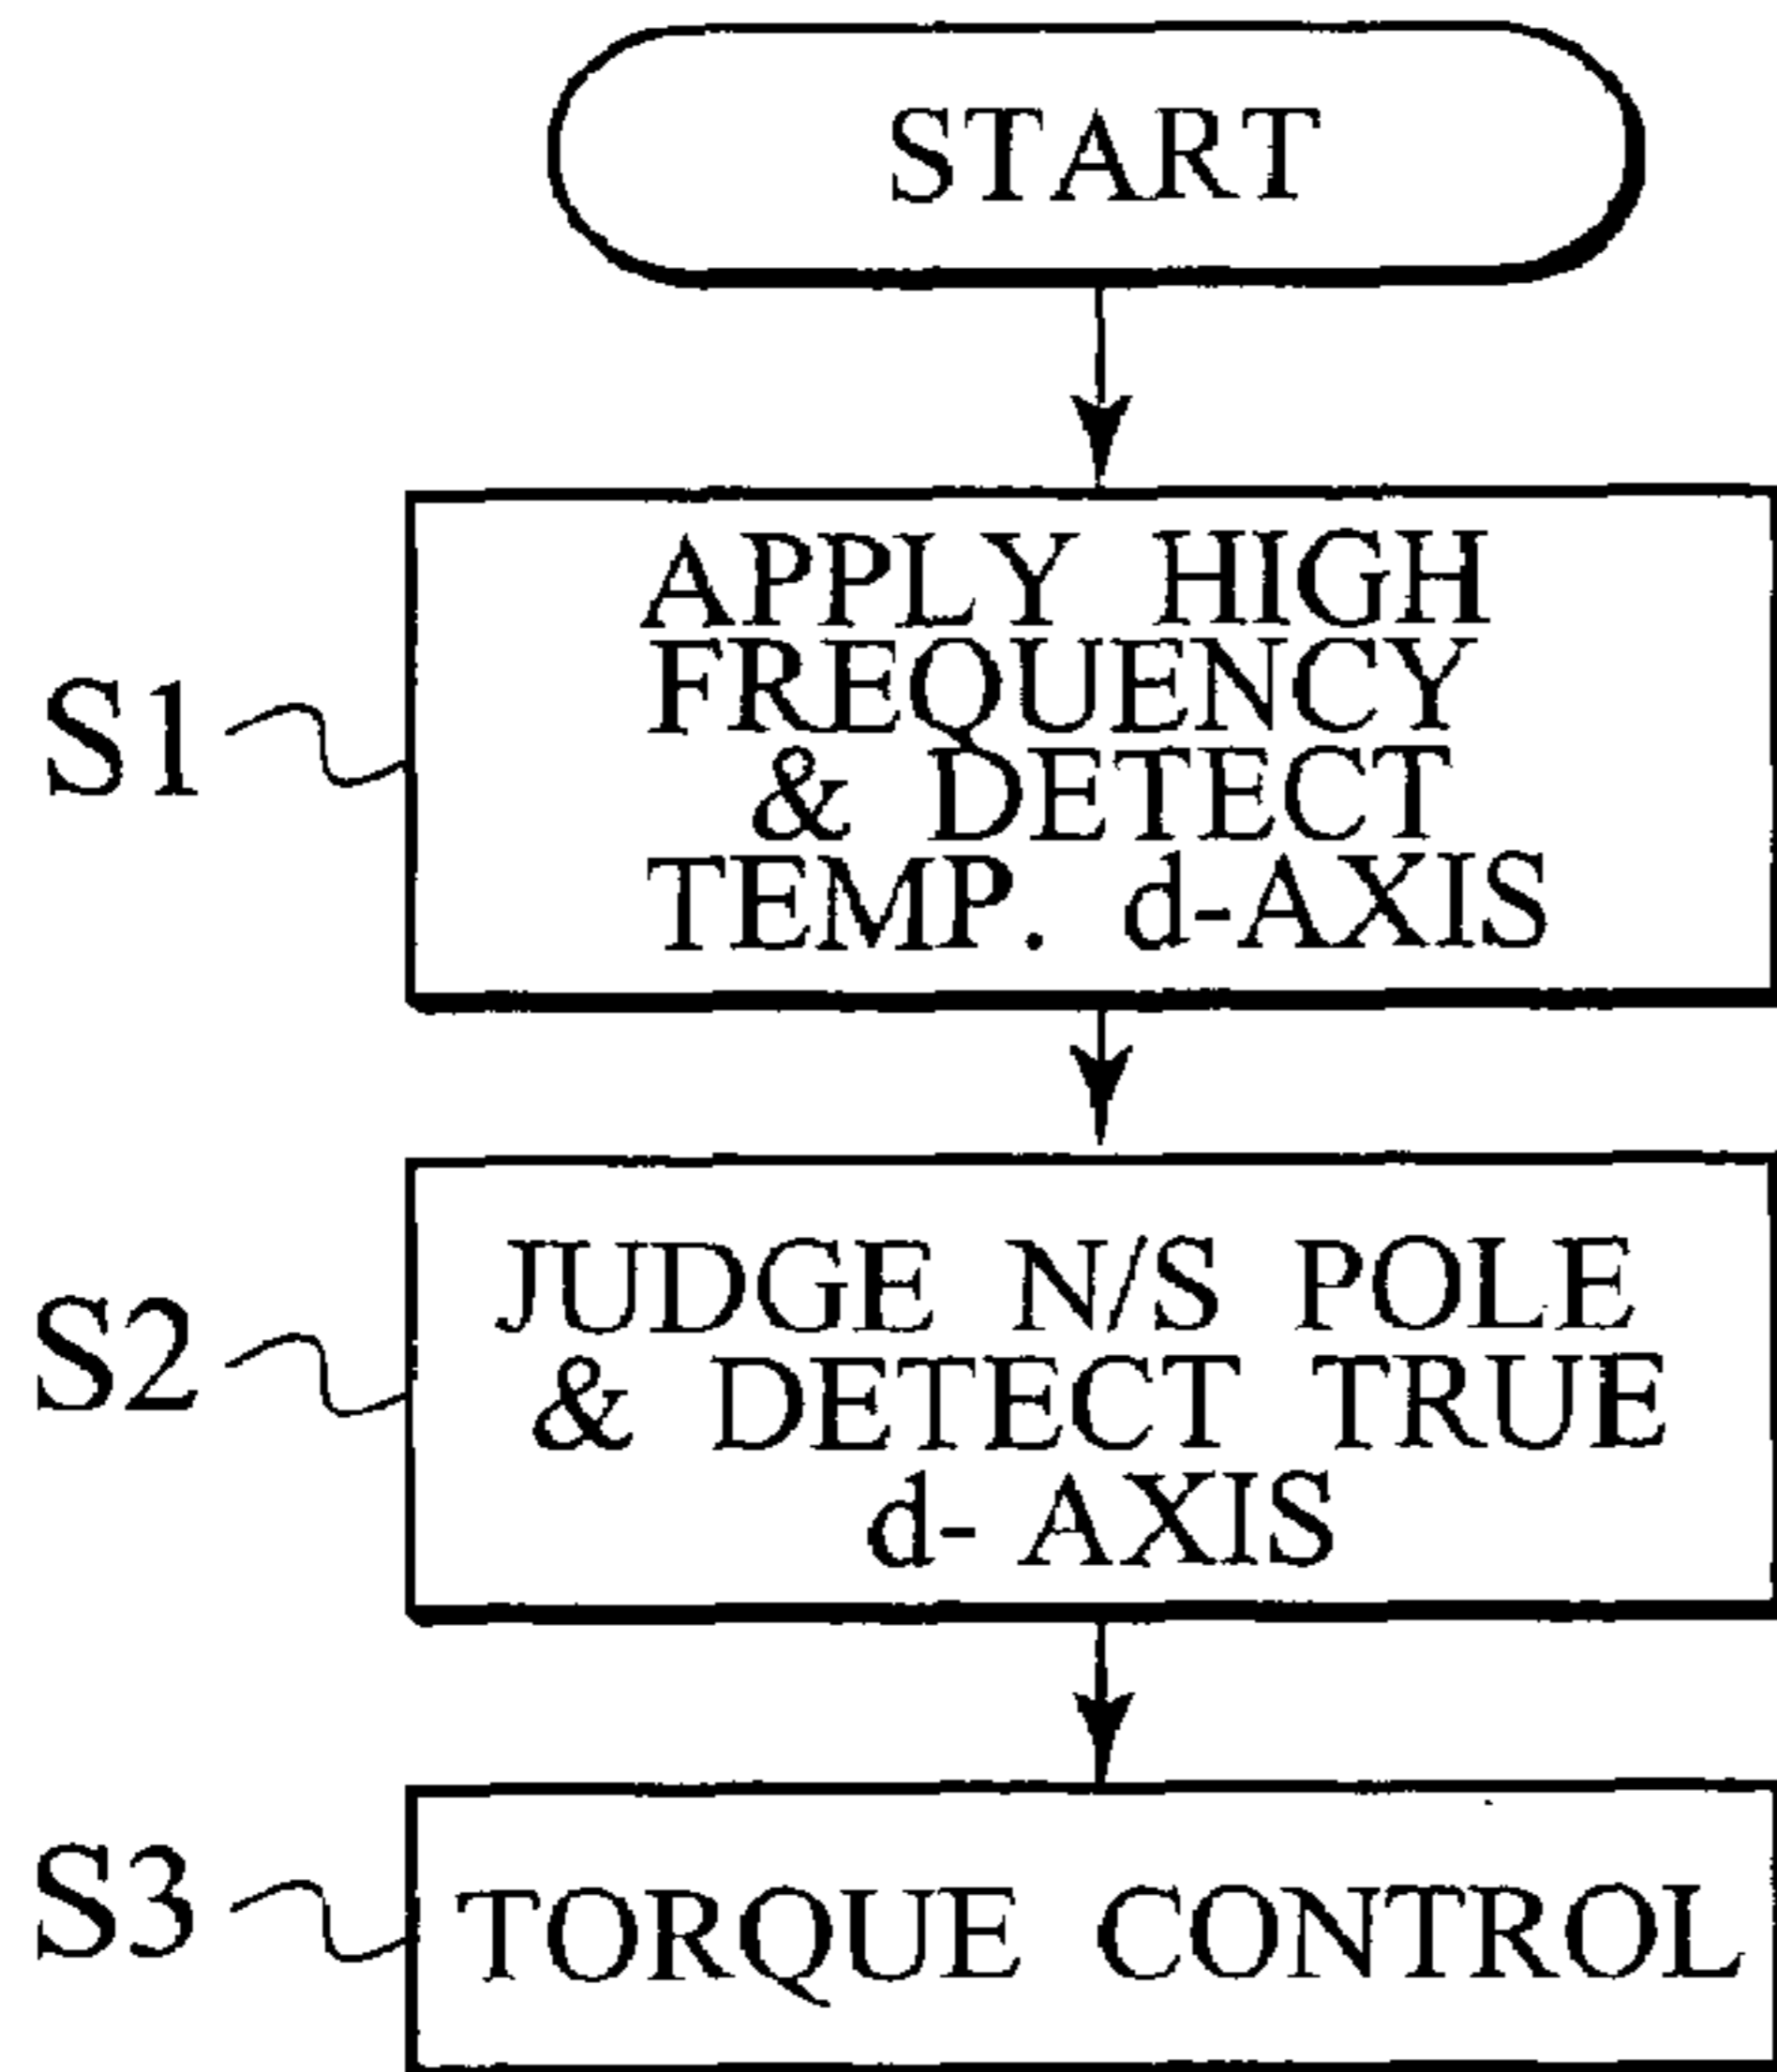 START
S1
APPLY HIGH
FREQUENCY
& DETECT
TEMP. d-AXIS
S2
JUDGE N/S POLE
& DETECT TRUE
d- AXIS
S3
TORQUE CONTROL